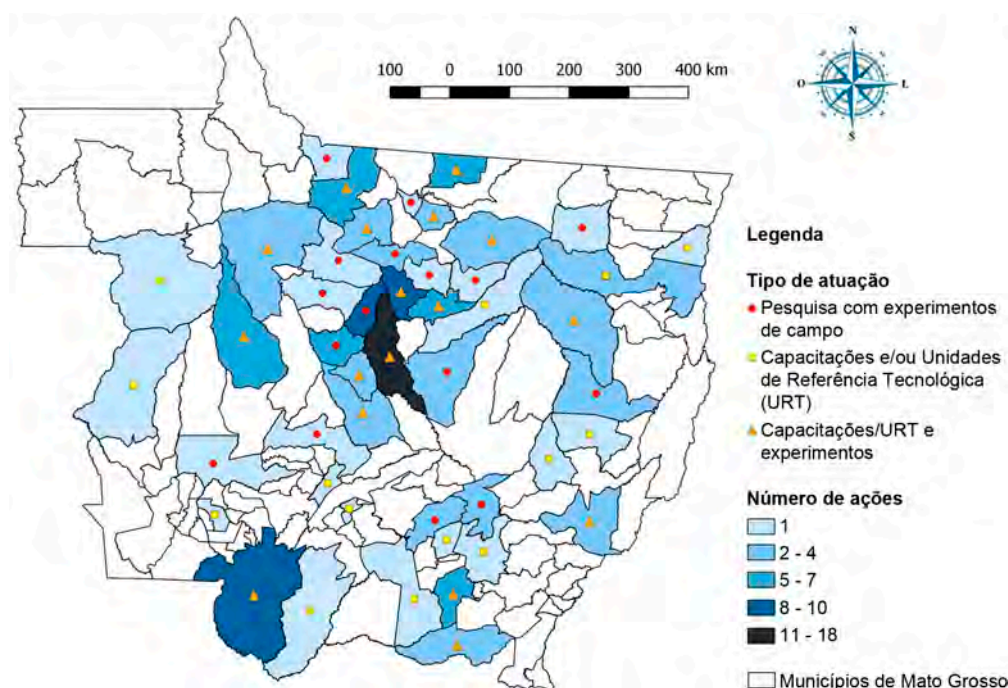 N
100 0 100 200 300 400 km
O L
S
Legenda
Tipo de atuação
Pesquisa com experimentos
de campo
Capacitações e/ou Unidades
de Referência Tecnológica
(URT)
Capacitações/URT e
experimentos
Número de ações
1
2 - 4
5 - 7
8 - 10
11 - 18
Municípios de Mato Grosso